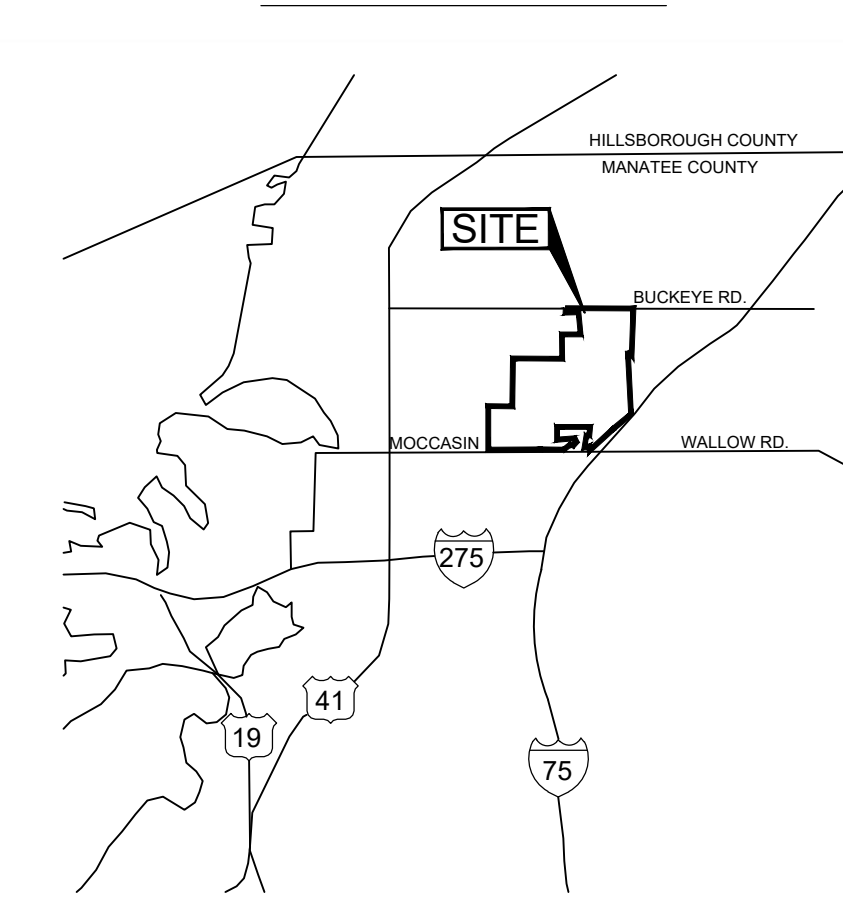 HILLSBOROUGH COUNTY
MANATEE COUNTY
SITE
BUCKEYE RD.
MOCCASIN WALLOW RD.
275
41
19
75